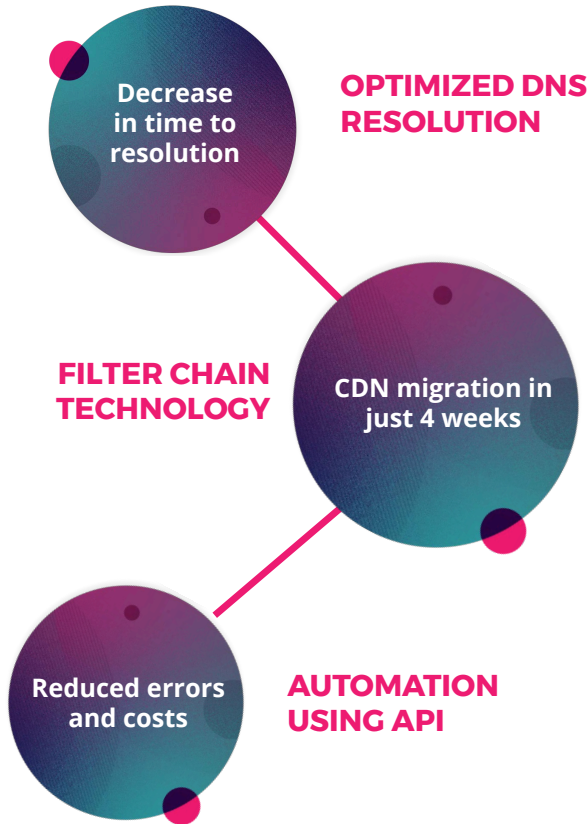 Decrease
in time to
resolution
OPTIMIZED DNS
RESOLUTION
FILTER CHAIN
TECHNOLOGY
CDN migration in
just 4 weeks
Reduced errors
and costs
AUTOMATION
USING API